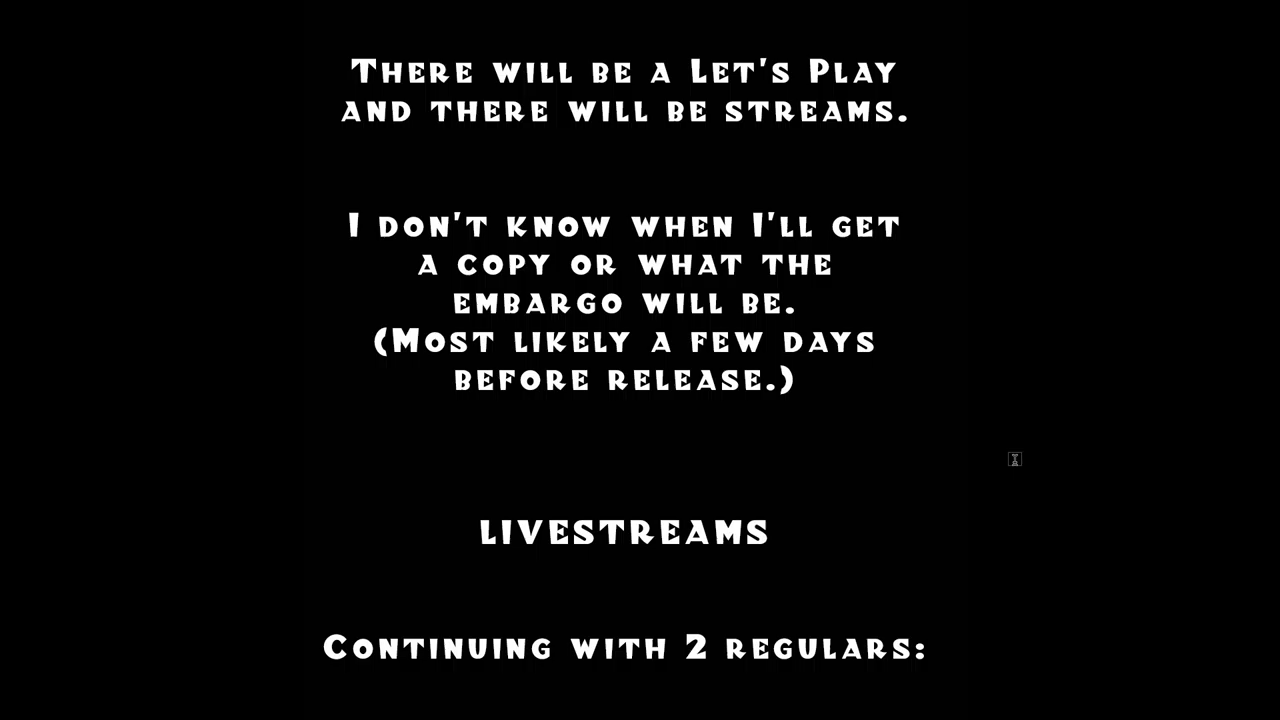 There will be a Let's Play
and there will be streams.
I don't know when I'll get
a copy or what the
embargo will be.
(Most likely a few days
before release.)
LIVESTREAMS
Continuing with 2 regulars: